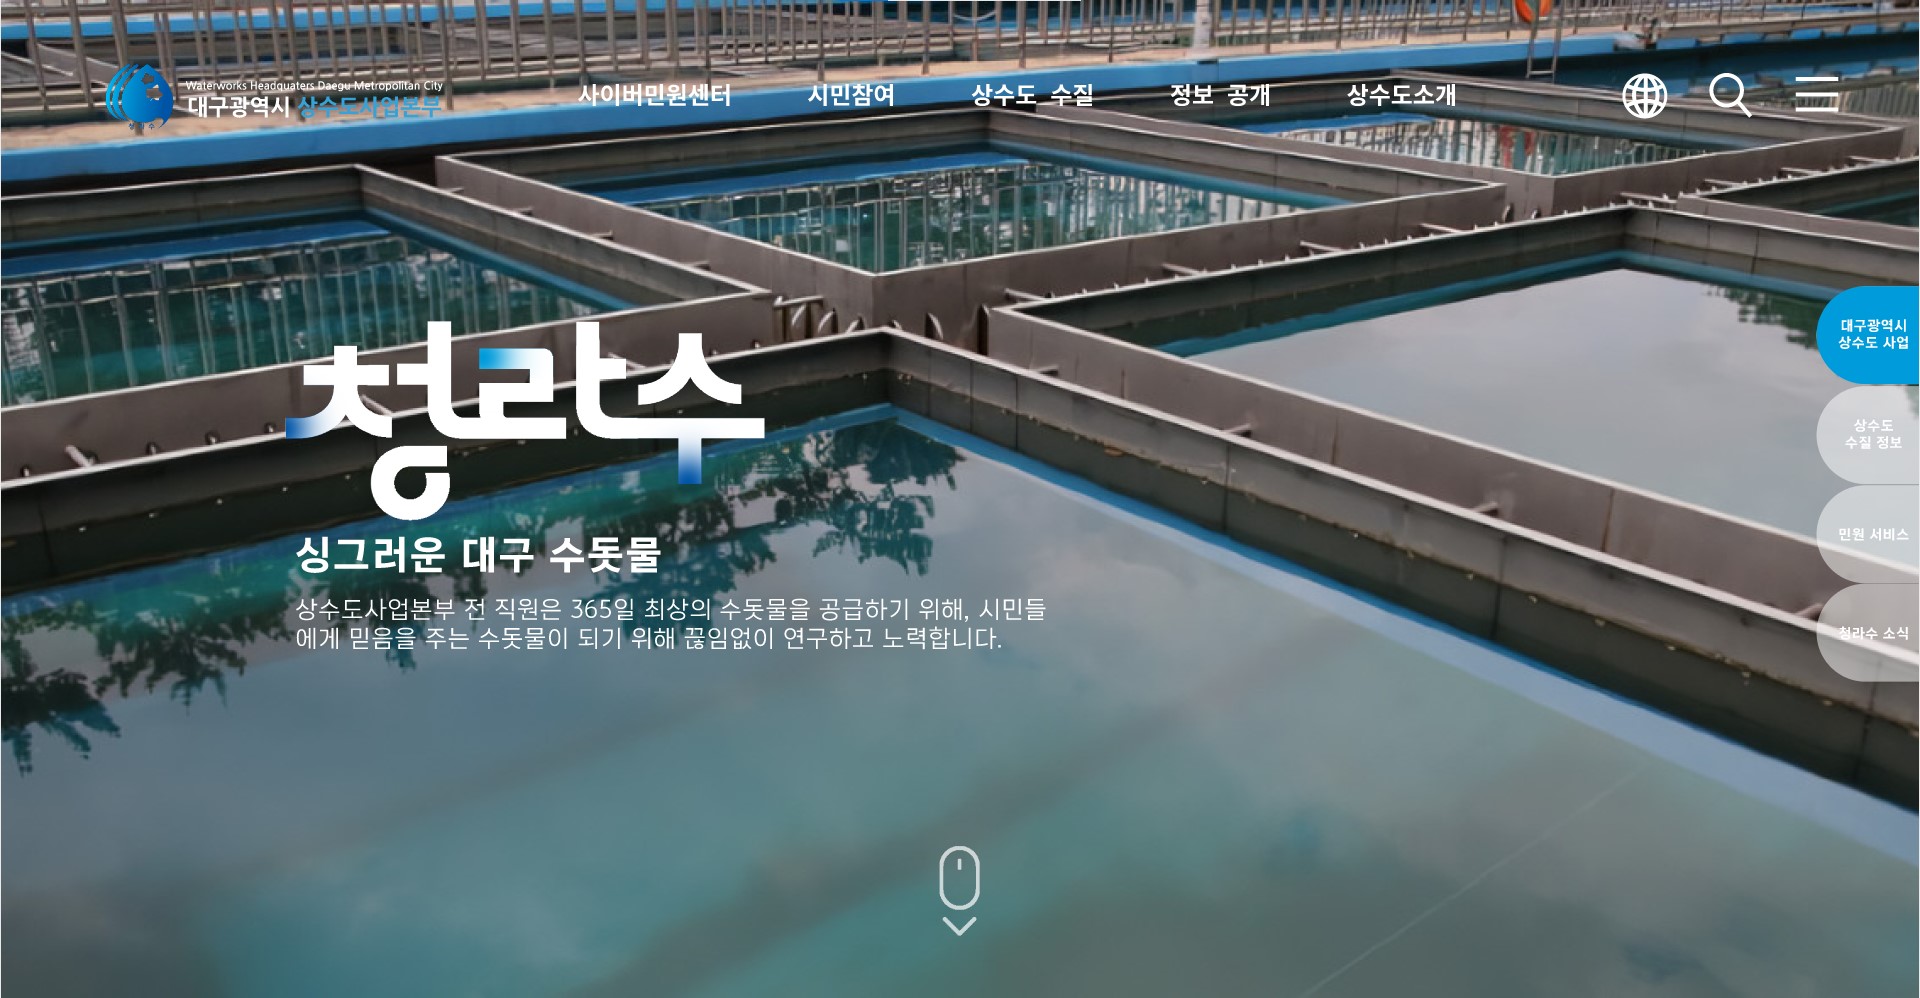 Waterworks Headquaters Daegu Metropolitan City
대구광역시 상수도사업본부
청라수
사이버민원센터 시민참여 상수도 수질 정보 공개 상수도소개
대구광역시
상수도 사업
상수도
수질 정보
민원 서비스
청라수 소식
청라수
싱그러운 대구 수돗물
상수도사업본부 전 직원은 365일 최상의 수돗물을 공급하기 위해, 시민들
에게 믿음을 주는 수돗물이 되기 위해 끊임없이 연구하고 노력합니다.